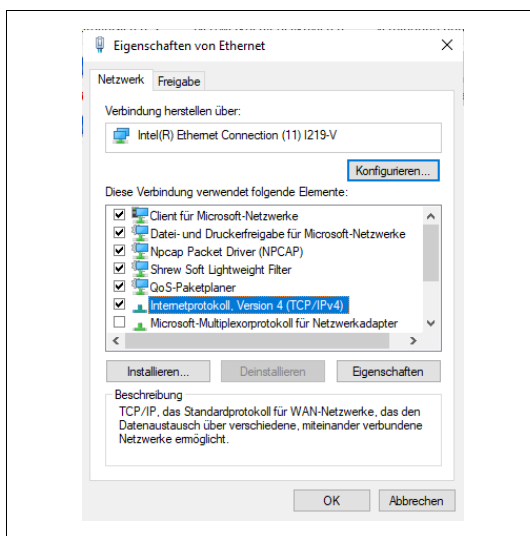 Eigenschaften von Ethernet
Netzwerk Freigabe
Verbindung herstellen über:
Intel(R) Ethernet Connection (11) I219-V
Konfigurieren...
Diese Verbindung verwendet folgende Elemente:
Client für Microsoft-Netzwerke
Datei- und Druckerfreigabe für Microsoft-Netzwerke
Npcap Packet Driver (NPCAP)
Shrew Soft Lightweight Filter
QoS-Paketplaner
Internetprotokoll, Version 4 (TCP/IPv4)
Microsoft-Multiplexorprotokoll für Netzwerkadapter
Installieren... Deinstallieren Eigenschaften
Beschreibung
TCP/IP, das Standardprotokoll für WAN-Netzwerke, das den
Datenaustausch über verschiedene, miteinander verbundene
Netzwerke ermöglicht.
OK Abbrechen